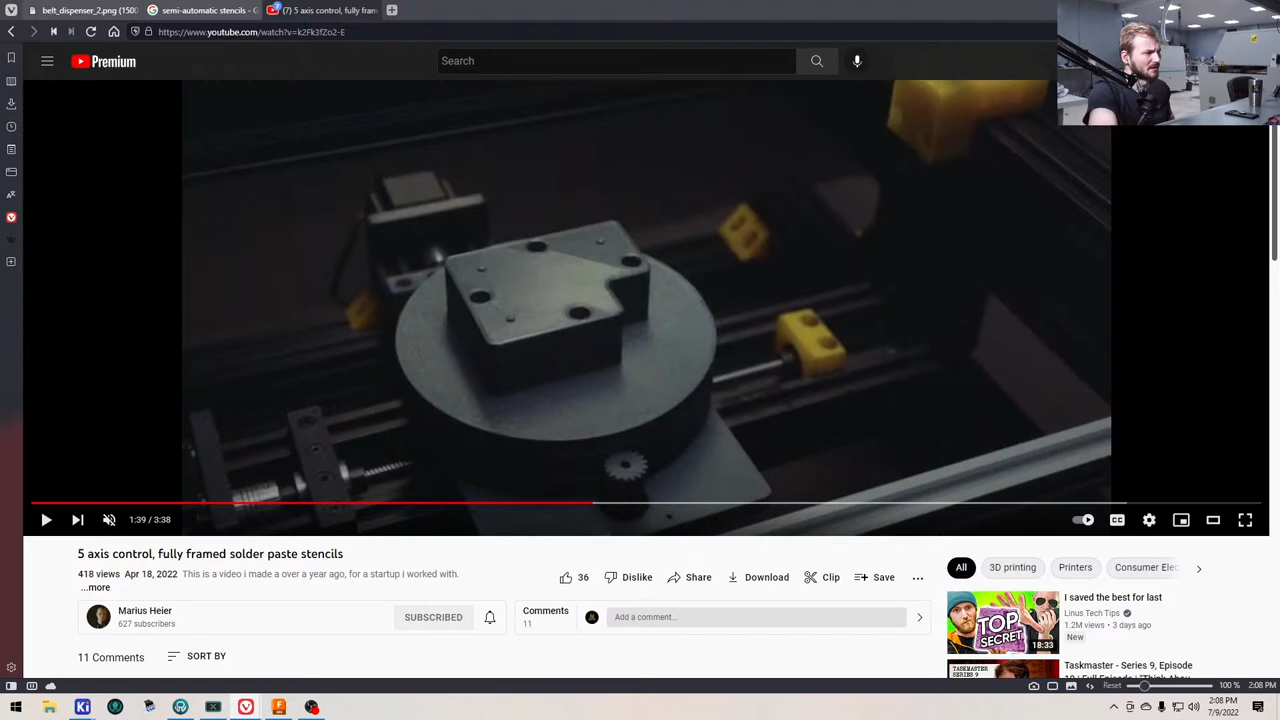 belt_dispenser_2.png (150
semi-automatic stencils - G
(7) 5 axis control, fully fram
https://www.youtube.com/watch?v=k2Fk3fZo2-E
Premium
Search
1:39 / 3:38
CC
5 axis control, fully framed solder paste stencils
418 views Apr 18, 2022 This is a video i made a over a year ago, for a startup i worked with.
...more
36
Dislike
Share
Download
Clip
Save
Marius Heier
627 subscribers
SUBSCRIBED
Comments
11
Add a comment...
11 Comments
SORT BY
All
3D printing
Printers
Consumer Elec
TOP SECRET
18:33
I saved the best for last
Linus Tech Tips
1.2M views • 3 days ago
New
Taskmaster - Series 9, Episode
Reset
100 %
2:08 PM
Ki
2:08 PM
7/9/2022